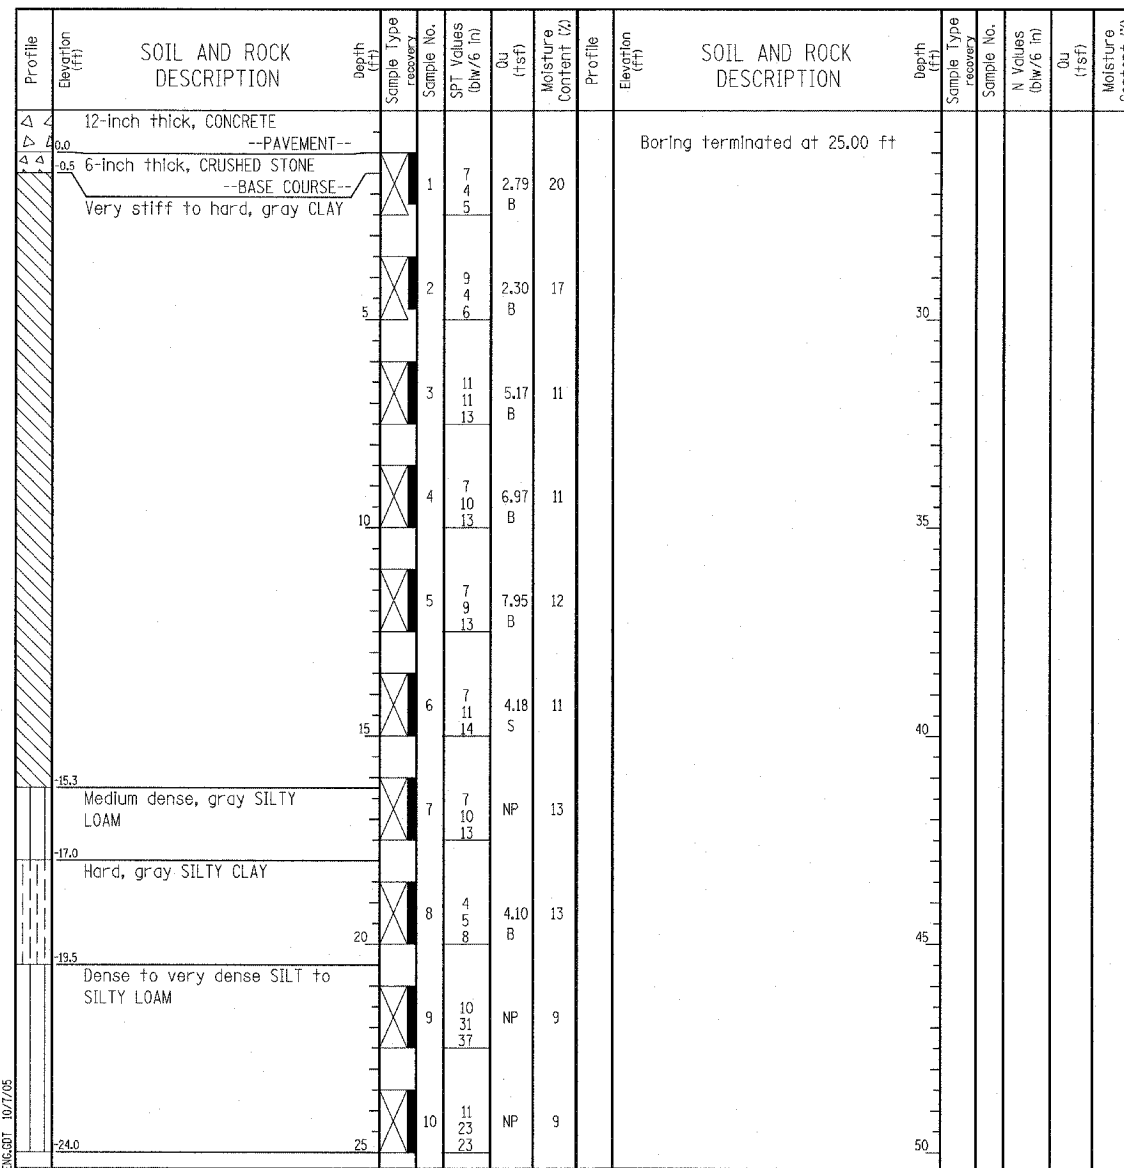 Profile
Elevation (ft)
SOIL AND ROCK
DESCRIPTION
Depth (ft)
Sample Type
recovery
Sample No.
SPT Values
(blw/6 in)
Qu
(tsf)
Moisture
Content (%)
Profile
Elevation (ft)
SOIL AND ROCK
DESCRIPTION
Depth (ft)
Sample Type
recovery
Sample No.
N Values
(blw/6 in)
Qu
(tsf)
Moisture
Content (%)
12-inch thick, CONCRETE
0.0 --PAVEMENT--
-0.5 6-inch thick, CRUSHED STONE
--BASE COURSE--
Very stiff to hard, gray CLAY
1 7 4 5 2.79 B 20
2 9 4 6 2.30 B 17
5
3 11 11 13 5.17 B 11
4 7 10 13 6.97 B 11
10
5 7 9 13 7.95 B 12
6 7 11 14 4.18 S 11
15
-15.3
Medium dense, gray SILTY
LOAM
7 7 10 13 NP 13
-17.0
Hard, gray SILTY CLAY
8 4 5 8 4.10 B 13
20
-19.5
Dense to very dense SILT to
SILTY LOAM
9 10 31 37 NP 9
10 11 23 23 NP 9
-24.0 25
Boring terminated at 25.00 ft
30
35
40
45
50
ENG.GDT 10/7/05